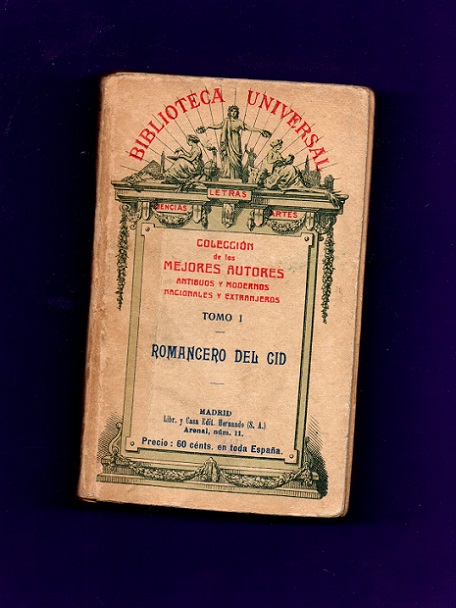 BIBLIOTECA UNIVERSAL
LETRAS
CIENCIAS
ARTES
COLECCIÓN
de los
MEJORES AUTORES
ANTIGUOS Y MODERNOS
NACIONALES Y EXTRANJEROS
TOMO I
ROMANCERO DEL CID
MADRID
Libr. y Casa Edit. Hernando (S. A.)
Arenal, núm. 11.
Precio: 60 cénts. en toda España.